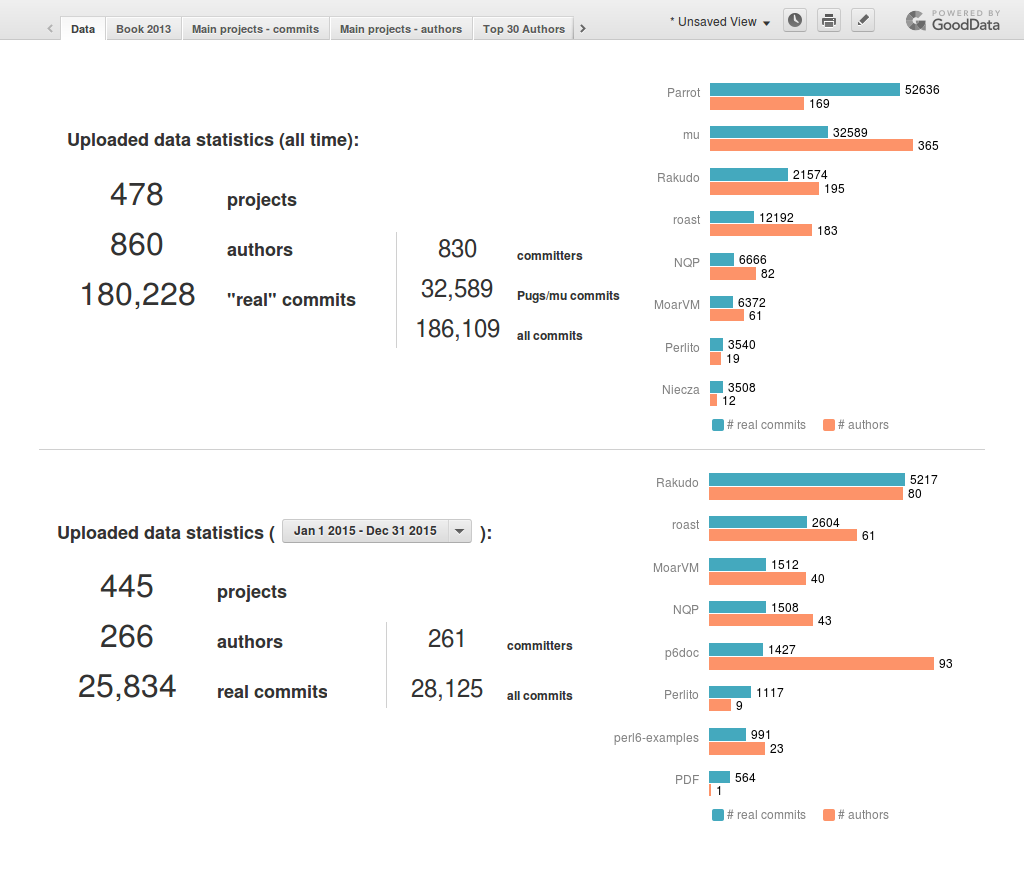 Data
Book 2013
Main projects - commits
Main projects - authors
Top 30 Authors
* Unsaved View
POWERED BY
GoodData
Uploaded data statistics (all time):
478 projects
860 authors
180,228 "real" commits
830 committers
32,589 Pugs/mu commits
186,109 all commits
Parrot 52636
169
mu 32589
365
Rakudo 21574
195
roast 12192
183
NQP 6666
82
MoarVM 6372
61
Perlito 3540
19
Niecza 3508
12
# real commits # authors
Uploaded data statistics ( Jan 1 2015 - Dec 31 2015 ):
445 projects
266 authors
25,834 real commits
261 committers
28,125 all commits
Rakudo 5217
80
roast 2604
61
MoarVM 1512
40
NQP 1508
43
p6doc 1427
93
Perlito 1117
9
perl6-examples 991
23
PDF 564
1
# real commits # authors